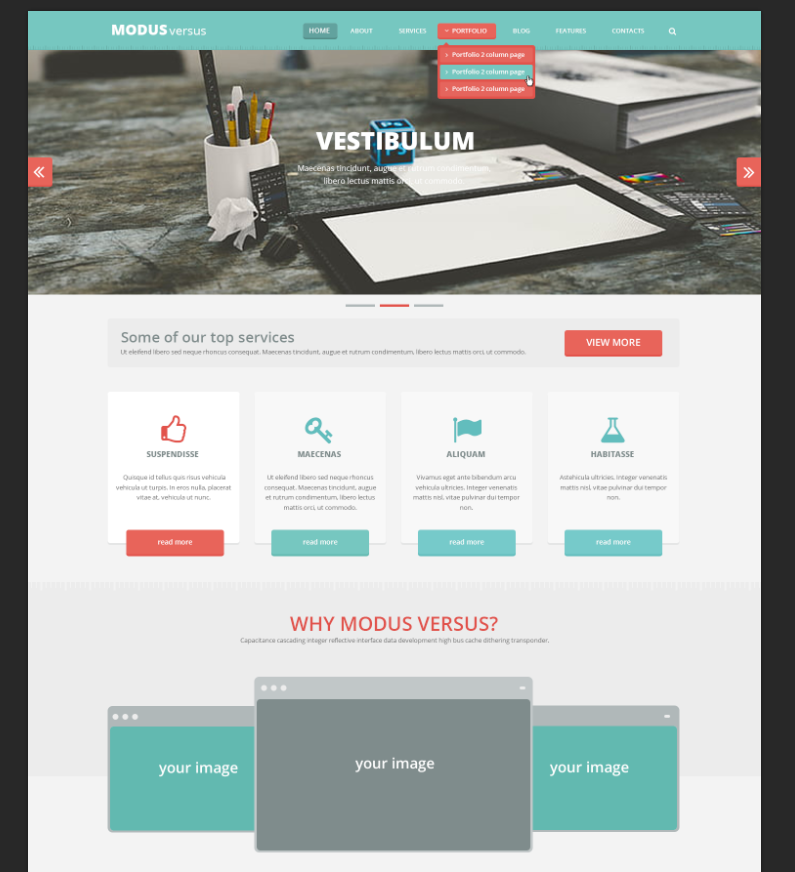 MODUS versus
HOME ABOUT SERVICES PORTFOLIO BLOG FEATURES CONTACTS
Portfolio 2 column page
Portfolio 2 column page
Portfolio 2 column page
Ps
VESTIBULUM
Maecenas tincidunt, augue et rutrum condimentum,
libero lectus mattis orci, ut commodo.
Some of our top services
Ut eleifend libero sed neque rhoncus consequat. Maecenas tincidunt, augue et rutrum condimentum, libero lectus mattis orci, ut commodo.
VIEW MORE
SUSPENDISSE
Quisque id tellus quis risus vehicula
vehicula ut turpis. In eros nulla, placerat
vitae at, vehicula ut nunc.
read more
MAECENAS
Ut eleifend libero sed neque rhoncus
consequat. Maecenas tincidunt, augue
et rutrum condimentum, libero lectus
mattis orci, ut commodo.
read more
ALIQUAM
Vivamus eget ante bibendum arcu
vehicula ultricies. Integer venenatis
mattis nisl, vitae pulvinar dui tempor
non.
read more
HABITASSE
Astehicula ultricies. Integer venenatis
mattis nisl, vitae pulvinar dui tempor
non.
read more
WHY MODUS VERSUS?
Capacitance cascading integer reflective interface data development high bus cache dithering transponder.
your image
your image
your image